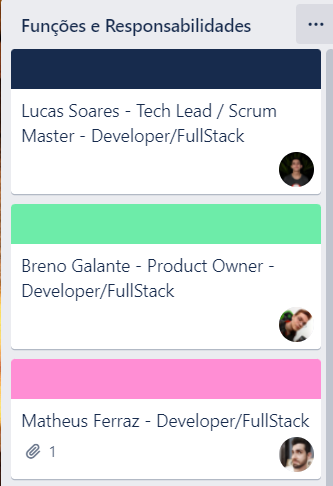 Funções e Responsabilidades
Lucas Soares - Tech Lead / Scrum
Master - Developer/FullStack
Breno Galante - Product Owner -
Developer/FullStack
Matheus Ferraz - Developer/FullStack
1